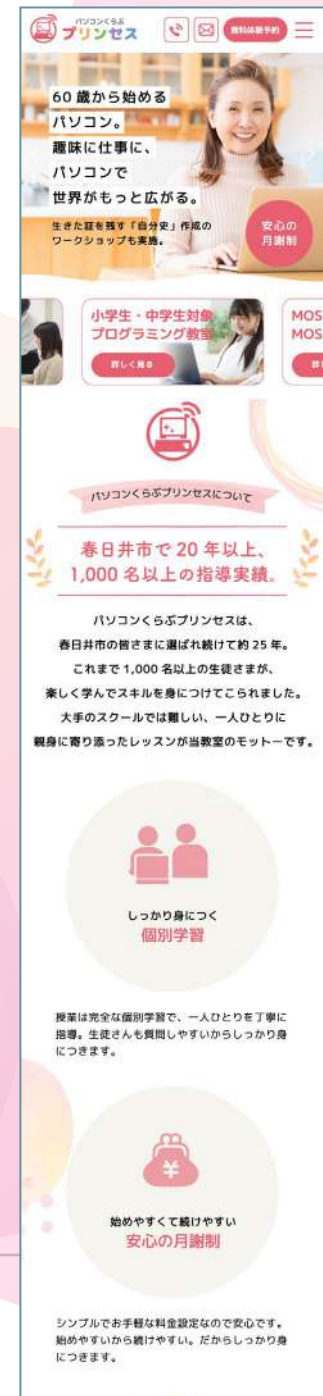 パソコンくらぶ
プリンセス
無料体験予約
60歳から始める
パソコン。
趣味に仕事に、
パソコンで
世界がもっと広がる。
生きた証を残す「自分史」作成の
ワークショップも実施。
安心の
月謝制
小学生・中学生対象
プログラミング教室
詳しく見る
MOS
MOS
パソコンくらぶプリンセスについて
春日井市で20年以上、
1,000名以上の指導実績。
パソコンくらぶプリンセスは、
春日井市の皆さまに選ばれ続けて約25年。
これまで1,000名以上の生徒さまが、
楽しく学んでスキルを身につけてこられました。
大手のスクールでは難しい、一人ひとりに
親身に寄り添ったレッスンが当教室のモットーです。
しっかり身につく
個別学習
授業は完全な個別学習で、一人ひとりを丁寧に
指導。生徒さんも質問しやすいからしっかり身
につきます。
始めやすくて続けやすい
安心の月謝制
シンプルでお手軽な料金設定なので安心です。
始めやすいから続けやすい。だからしっかり身
につきます。